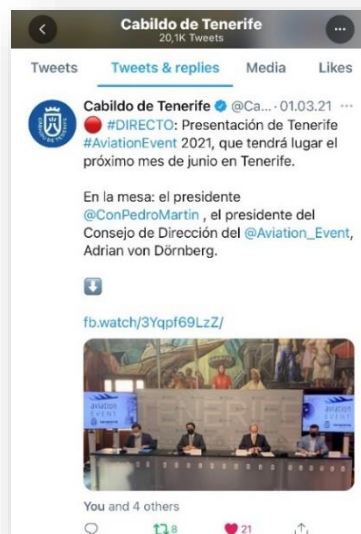 Cabildo de Tenerife
20,1K Tweets
Tweets
Tweets & replies
Media
Likes
Cabildo de Tenerife @Ca... · 01.03.21 ···
🔴 #DIRECTO: Presentación de Tenerife
#AviationEvent 2021, que tendrá lugar el
próximo mes de junio en Tenerife.
En la mesa: el presidente
@ConPedroMartin , el presidente del
Consejo de Dirección del @Aviation_Event,
Adrian von Dörnberg.
fb.watch/3Yqpf69LzZ/
aviation
EVENT
TENERIFE
aviation
EVENT
You and 4 others
8
21